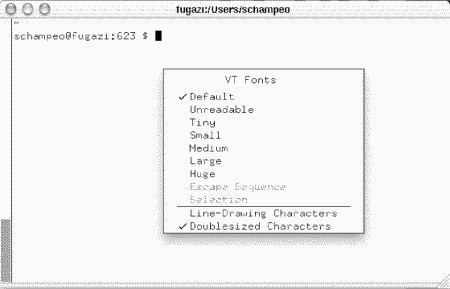 fugazi:/Users/schampeo
~
schampeo@fugazi:623 $
VT Fonts
✓ Default
Unreadable
Tiny
Small
Medium
Large
Huge
Escape Sequence
Selection
Line-Drawing Characters
✓ Doublesized Characters